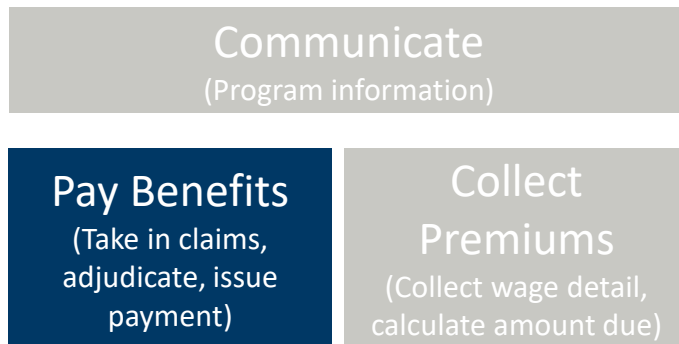 Communicate
(Program information)
Pay Benefits
(Take in claims,
adjudicate, issue
payment)
Collect
Premiums
(Collect wage detail,
calculate amount due)